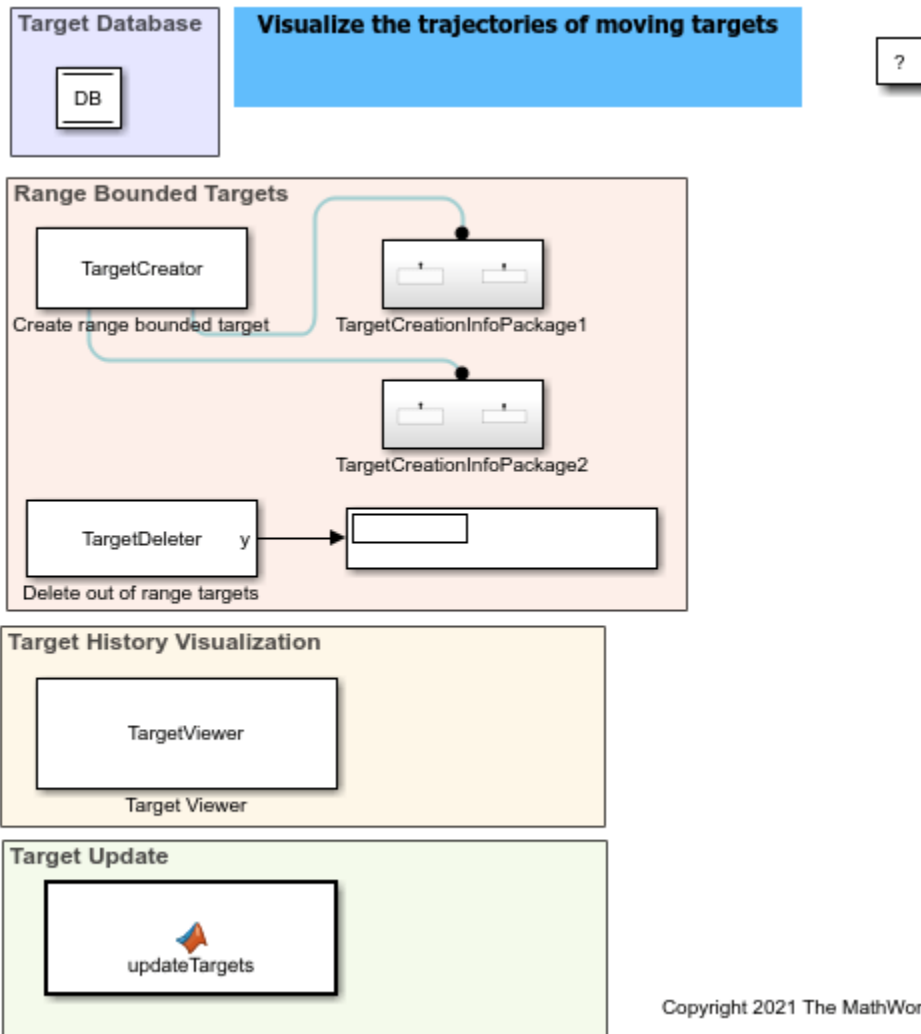 Target Database
Visualize the trajectories of moving targets
DB
?
Range Bounded Targets
TargetCreator
Create range bounded target
TargetCreationInfoPackage1
TargetCreationInfoPackage2
TargetDeleter y
Delete out of range targets
Target History Visualization
TargetViewer
Target Viewer
Target Update
updateTargets
Copyright 2021 The MathWor